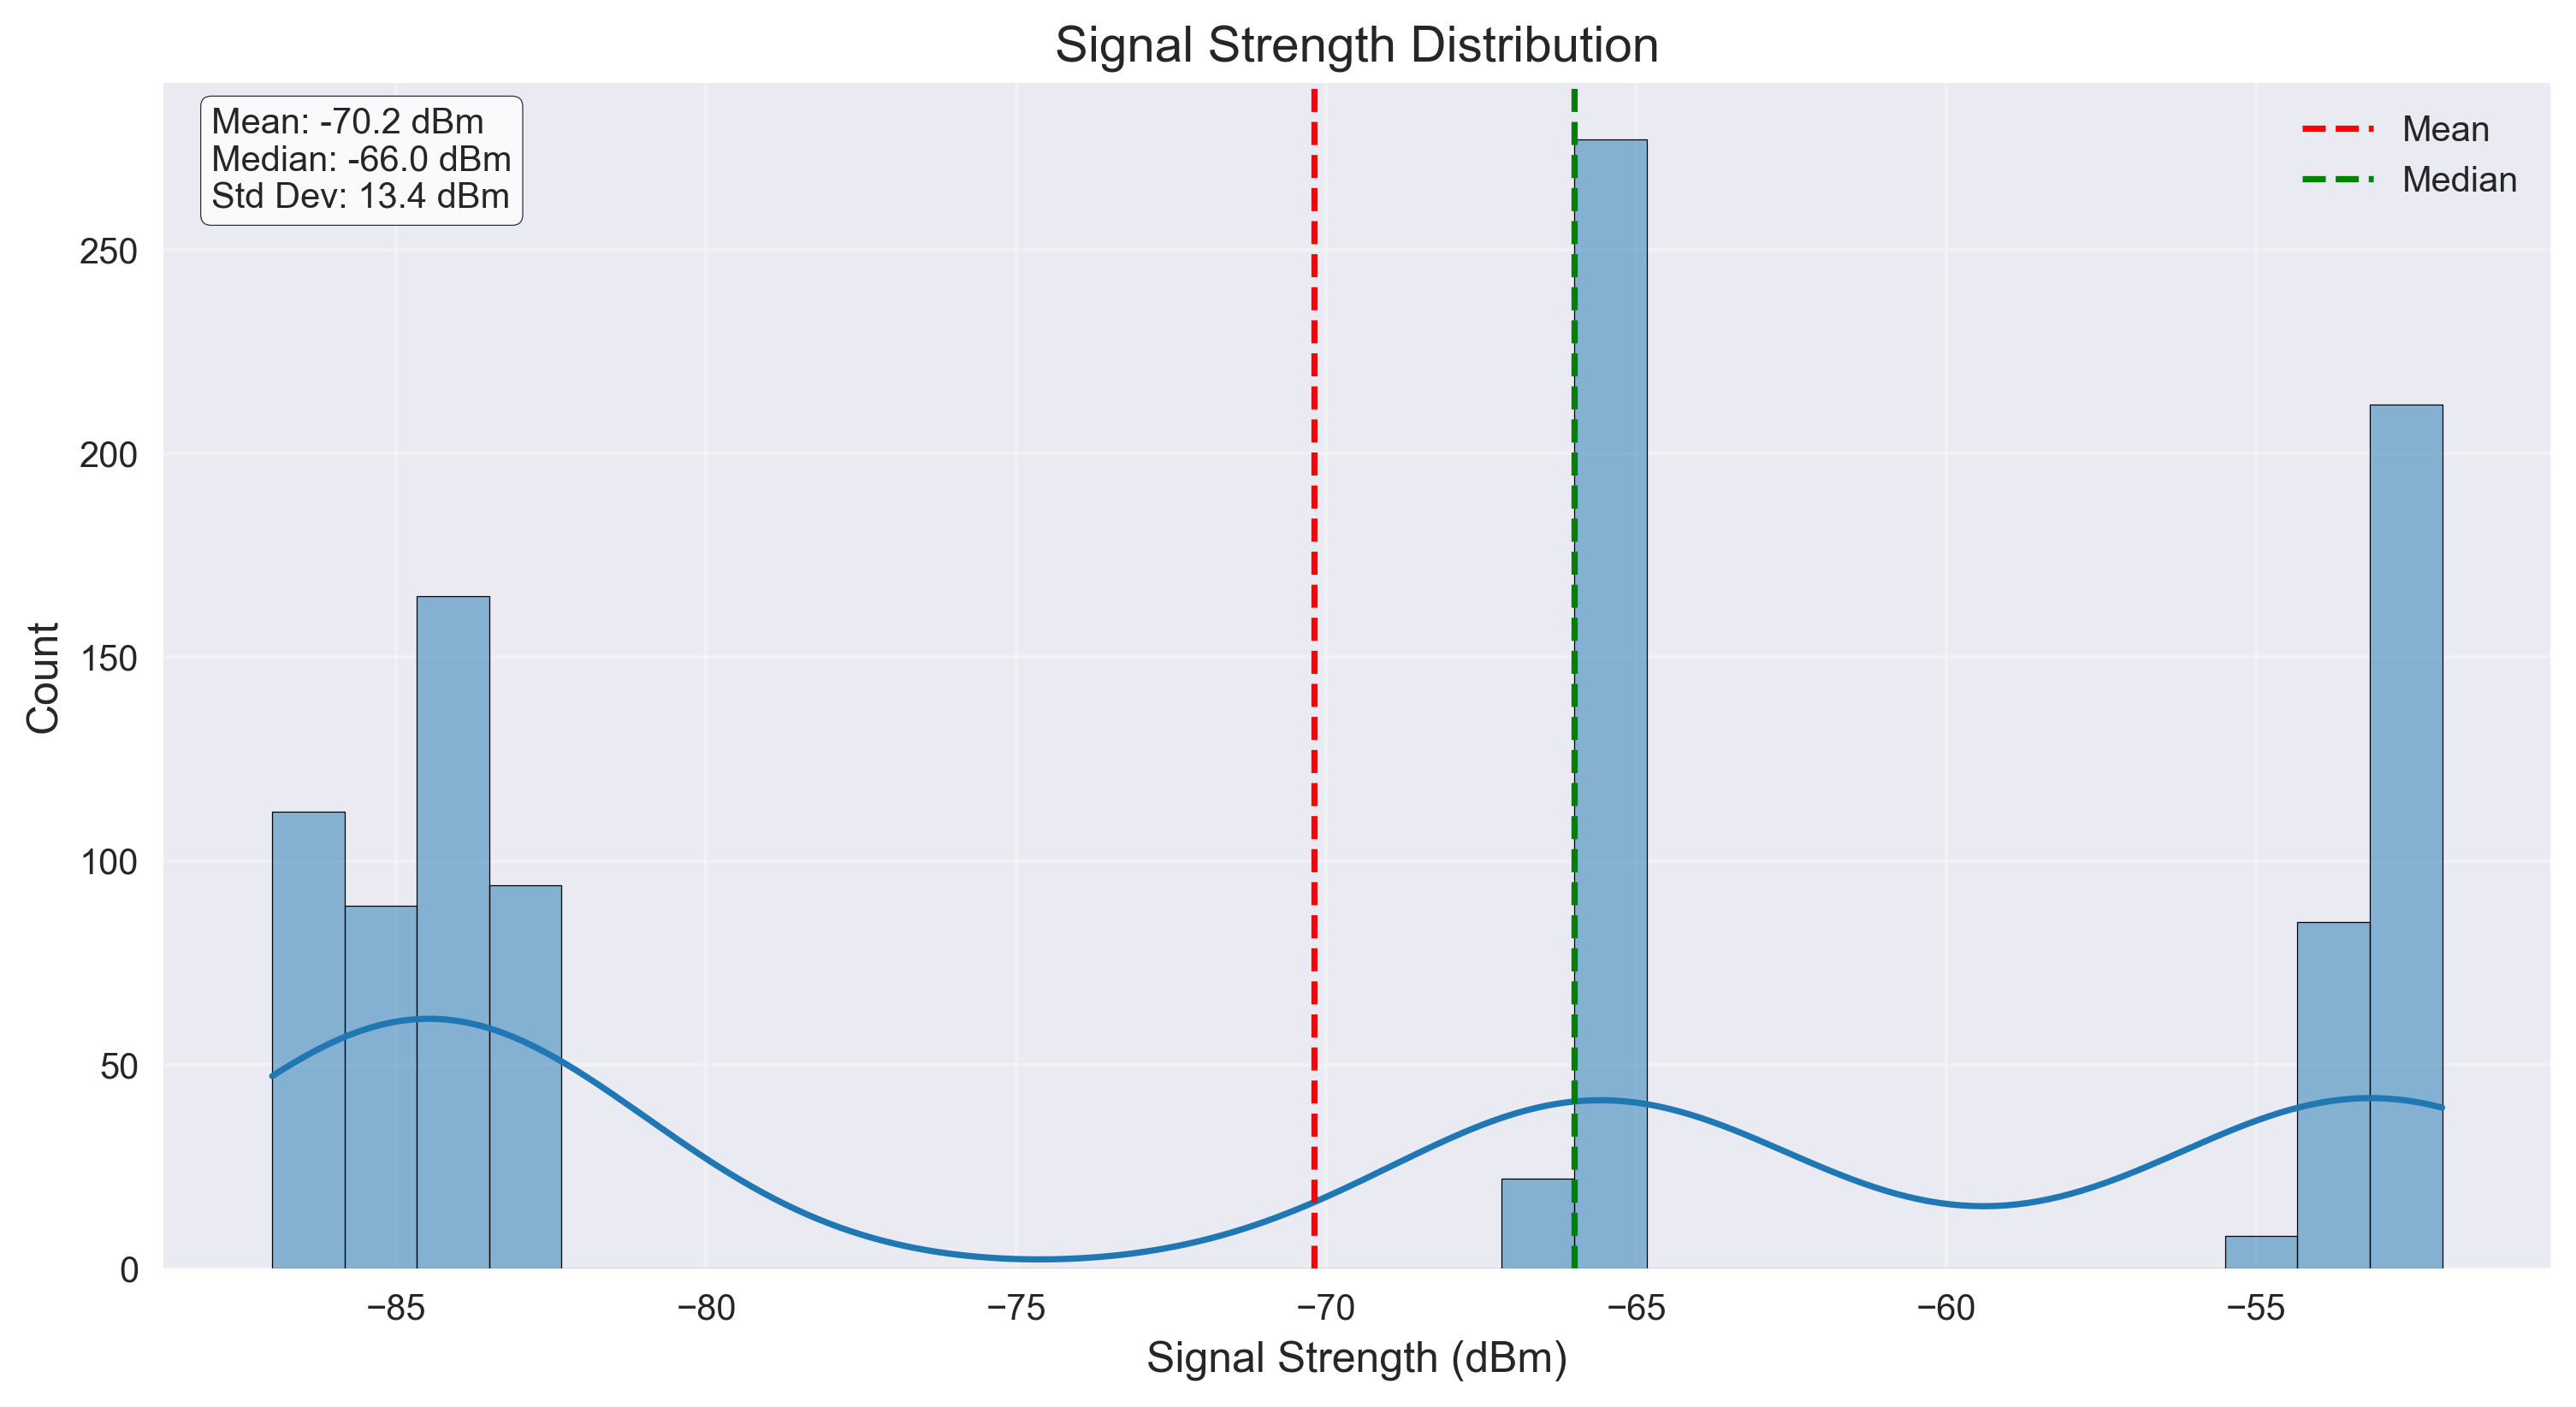 Signal Strength Distribution
Mean: -70.2 dBm
Median: -66.0 dBm
Std Dev: 13.4 dBm
Mean
Median
250
200
150
100
50
0
Count
−85 −80 −75 −70 −65 −60 −55
Signal Strength (dBm)